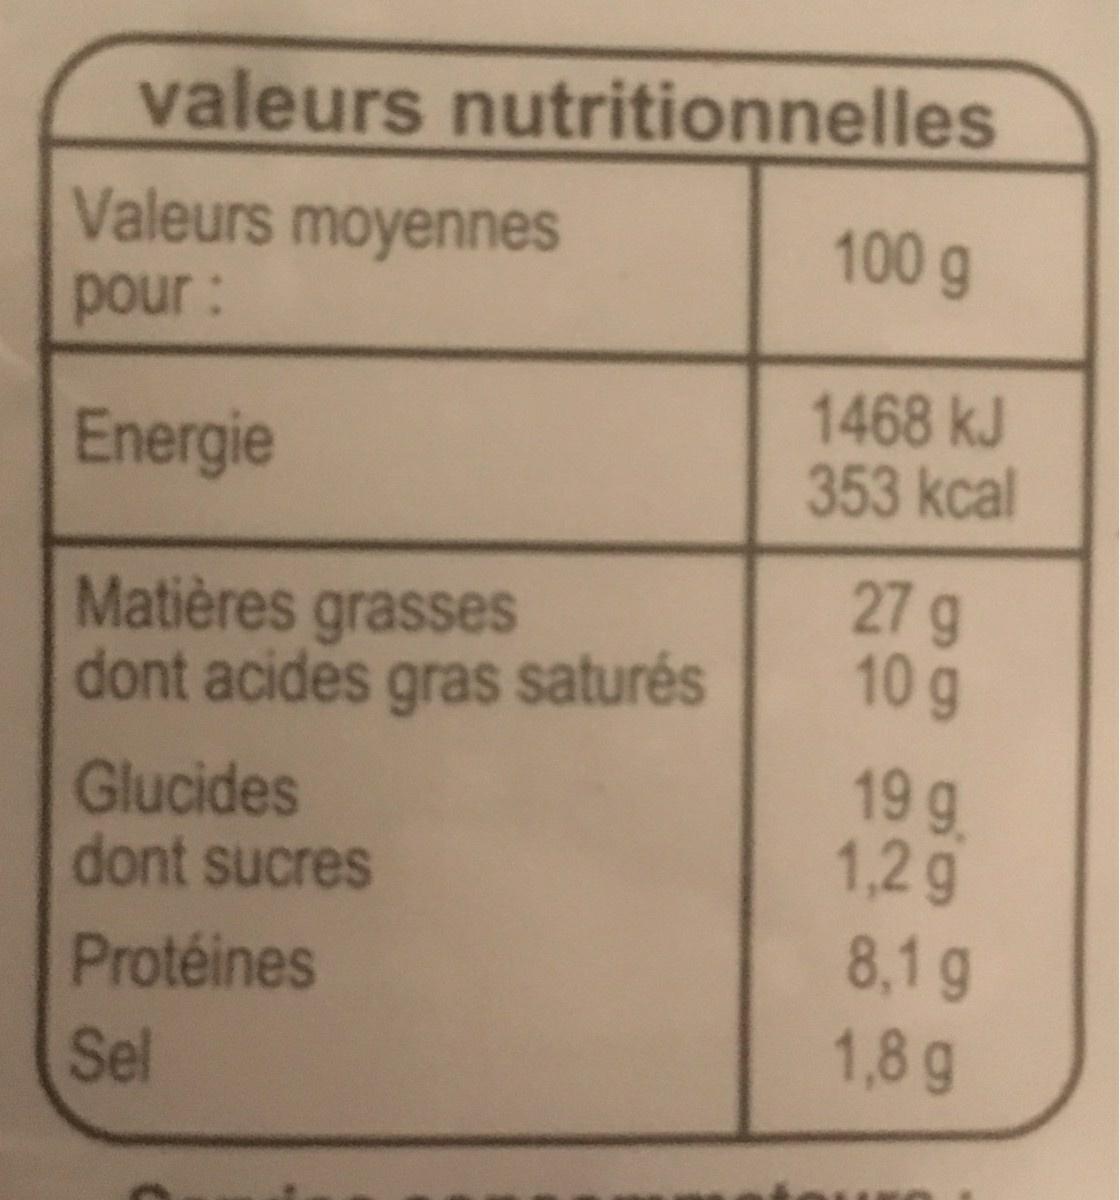 valeurs nutritionnelles
Valeurs moyennes
pour :
100 g
Energie
1468 kJ
353 kcal
Matières grasses 27 g
dont acides gras saturés 10 g
Glucides 19 g
dont sucres 1,2 g
Protéines 8,1 g
Sel 1,8 g